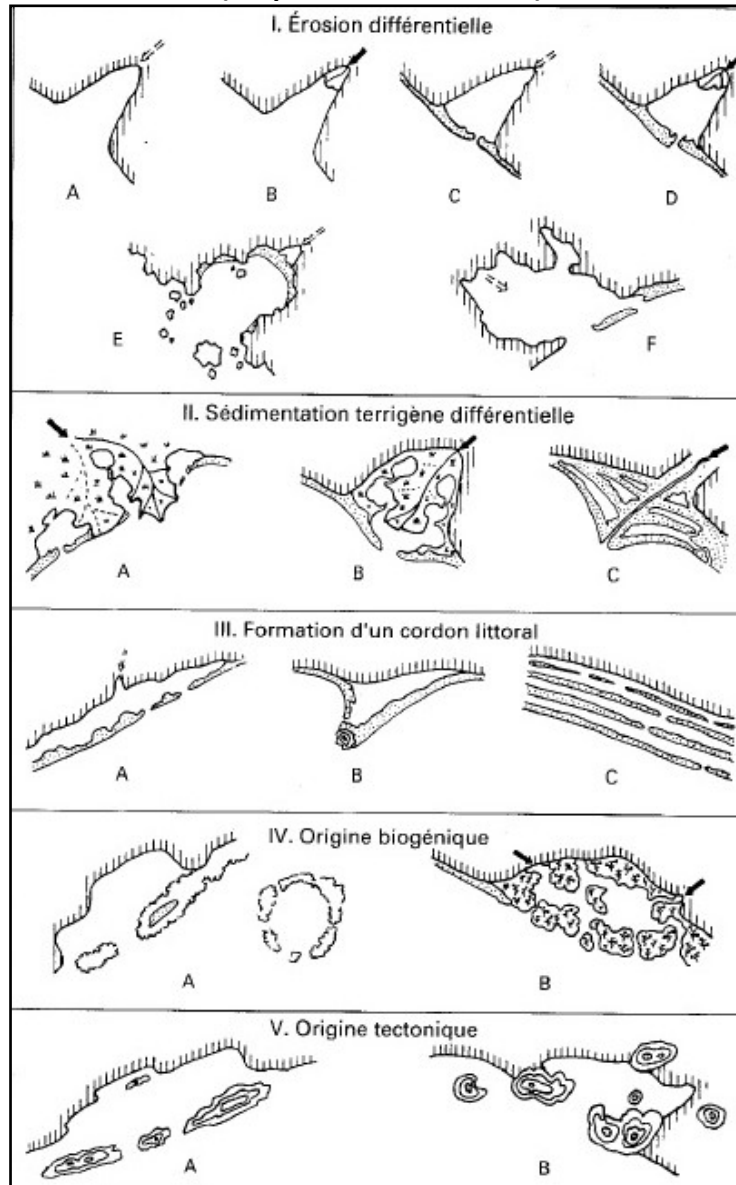 I. Érosion différentielle
A
B
C
D
E
F
II. Sédimentation terrigène différentielle
A
B
C
III. Formation d'un cordon littoral
A
B
C
IV. Origine biogénique
A
B
V. Origine tectonique
A
B